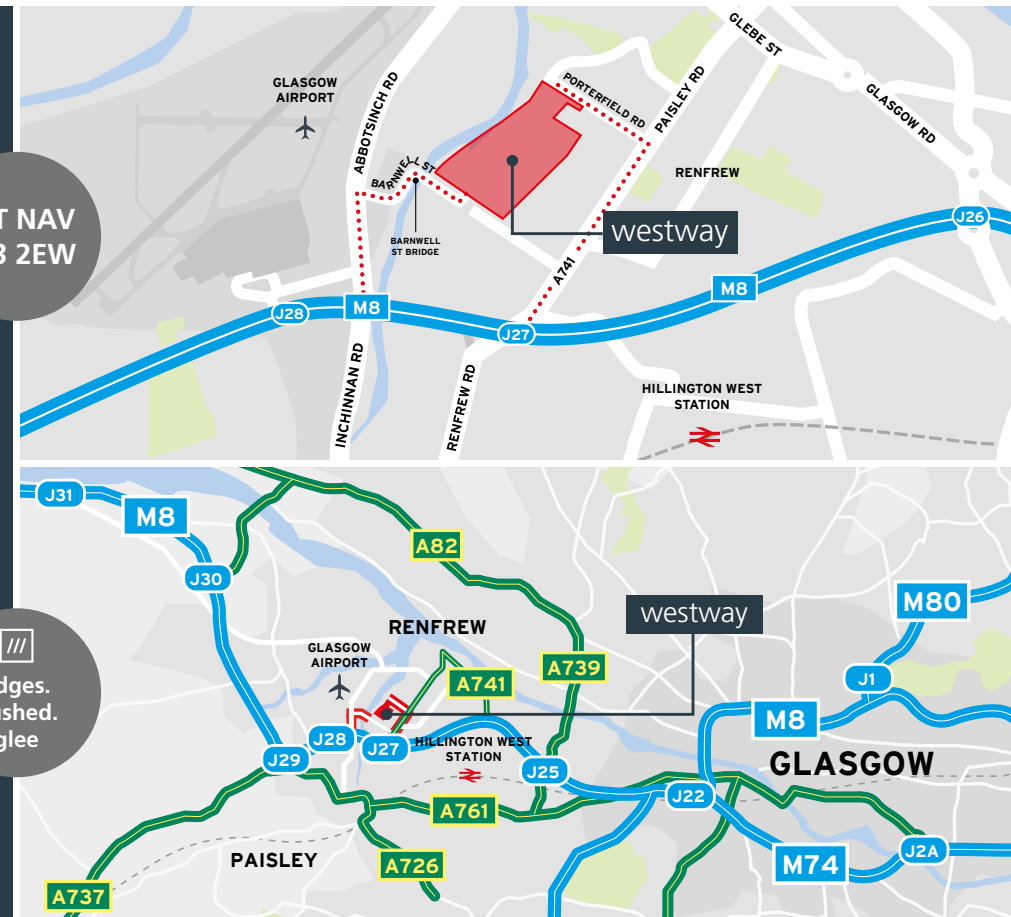 T NAV
3 2EW
GLASGOW
AIRPORT
ABBOTSINCH RD
BARNWELL ST
BARNWELL
ST BRIDGE
PORTERFIELD RD
PAISLEY RD
GLEBE ST
GLASGOW RD
RENFREW
westway
A741
J26
M8
J28
M8
J27
INCHINNAN RD
RENFREW RD
HILLINGTON WEST
STATION
dges.
shed.
glee
J31
M8
J30
A82
M80
westway
RENFREW
GLASGOW
AIRPORT
A741
A739
J1
M8
J28
J27
HILLINGTON WEST
STATION
J29
J25
GLASGOW
J22
A761
PAISLEY
A726
M74
J2A
A737